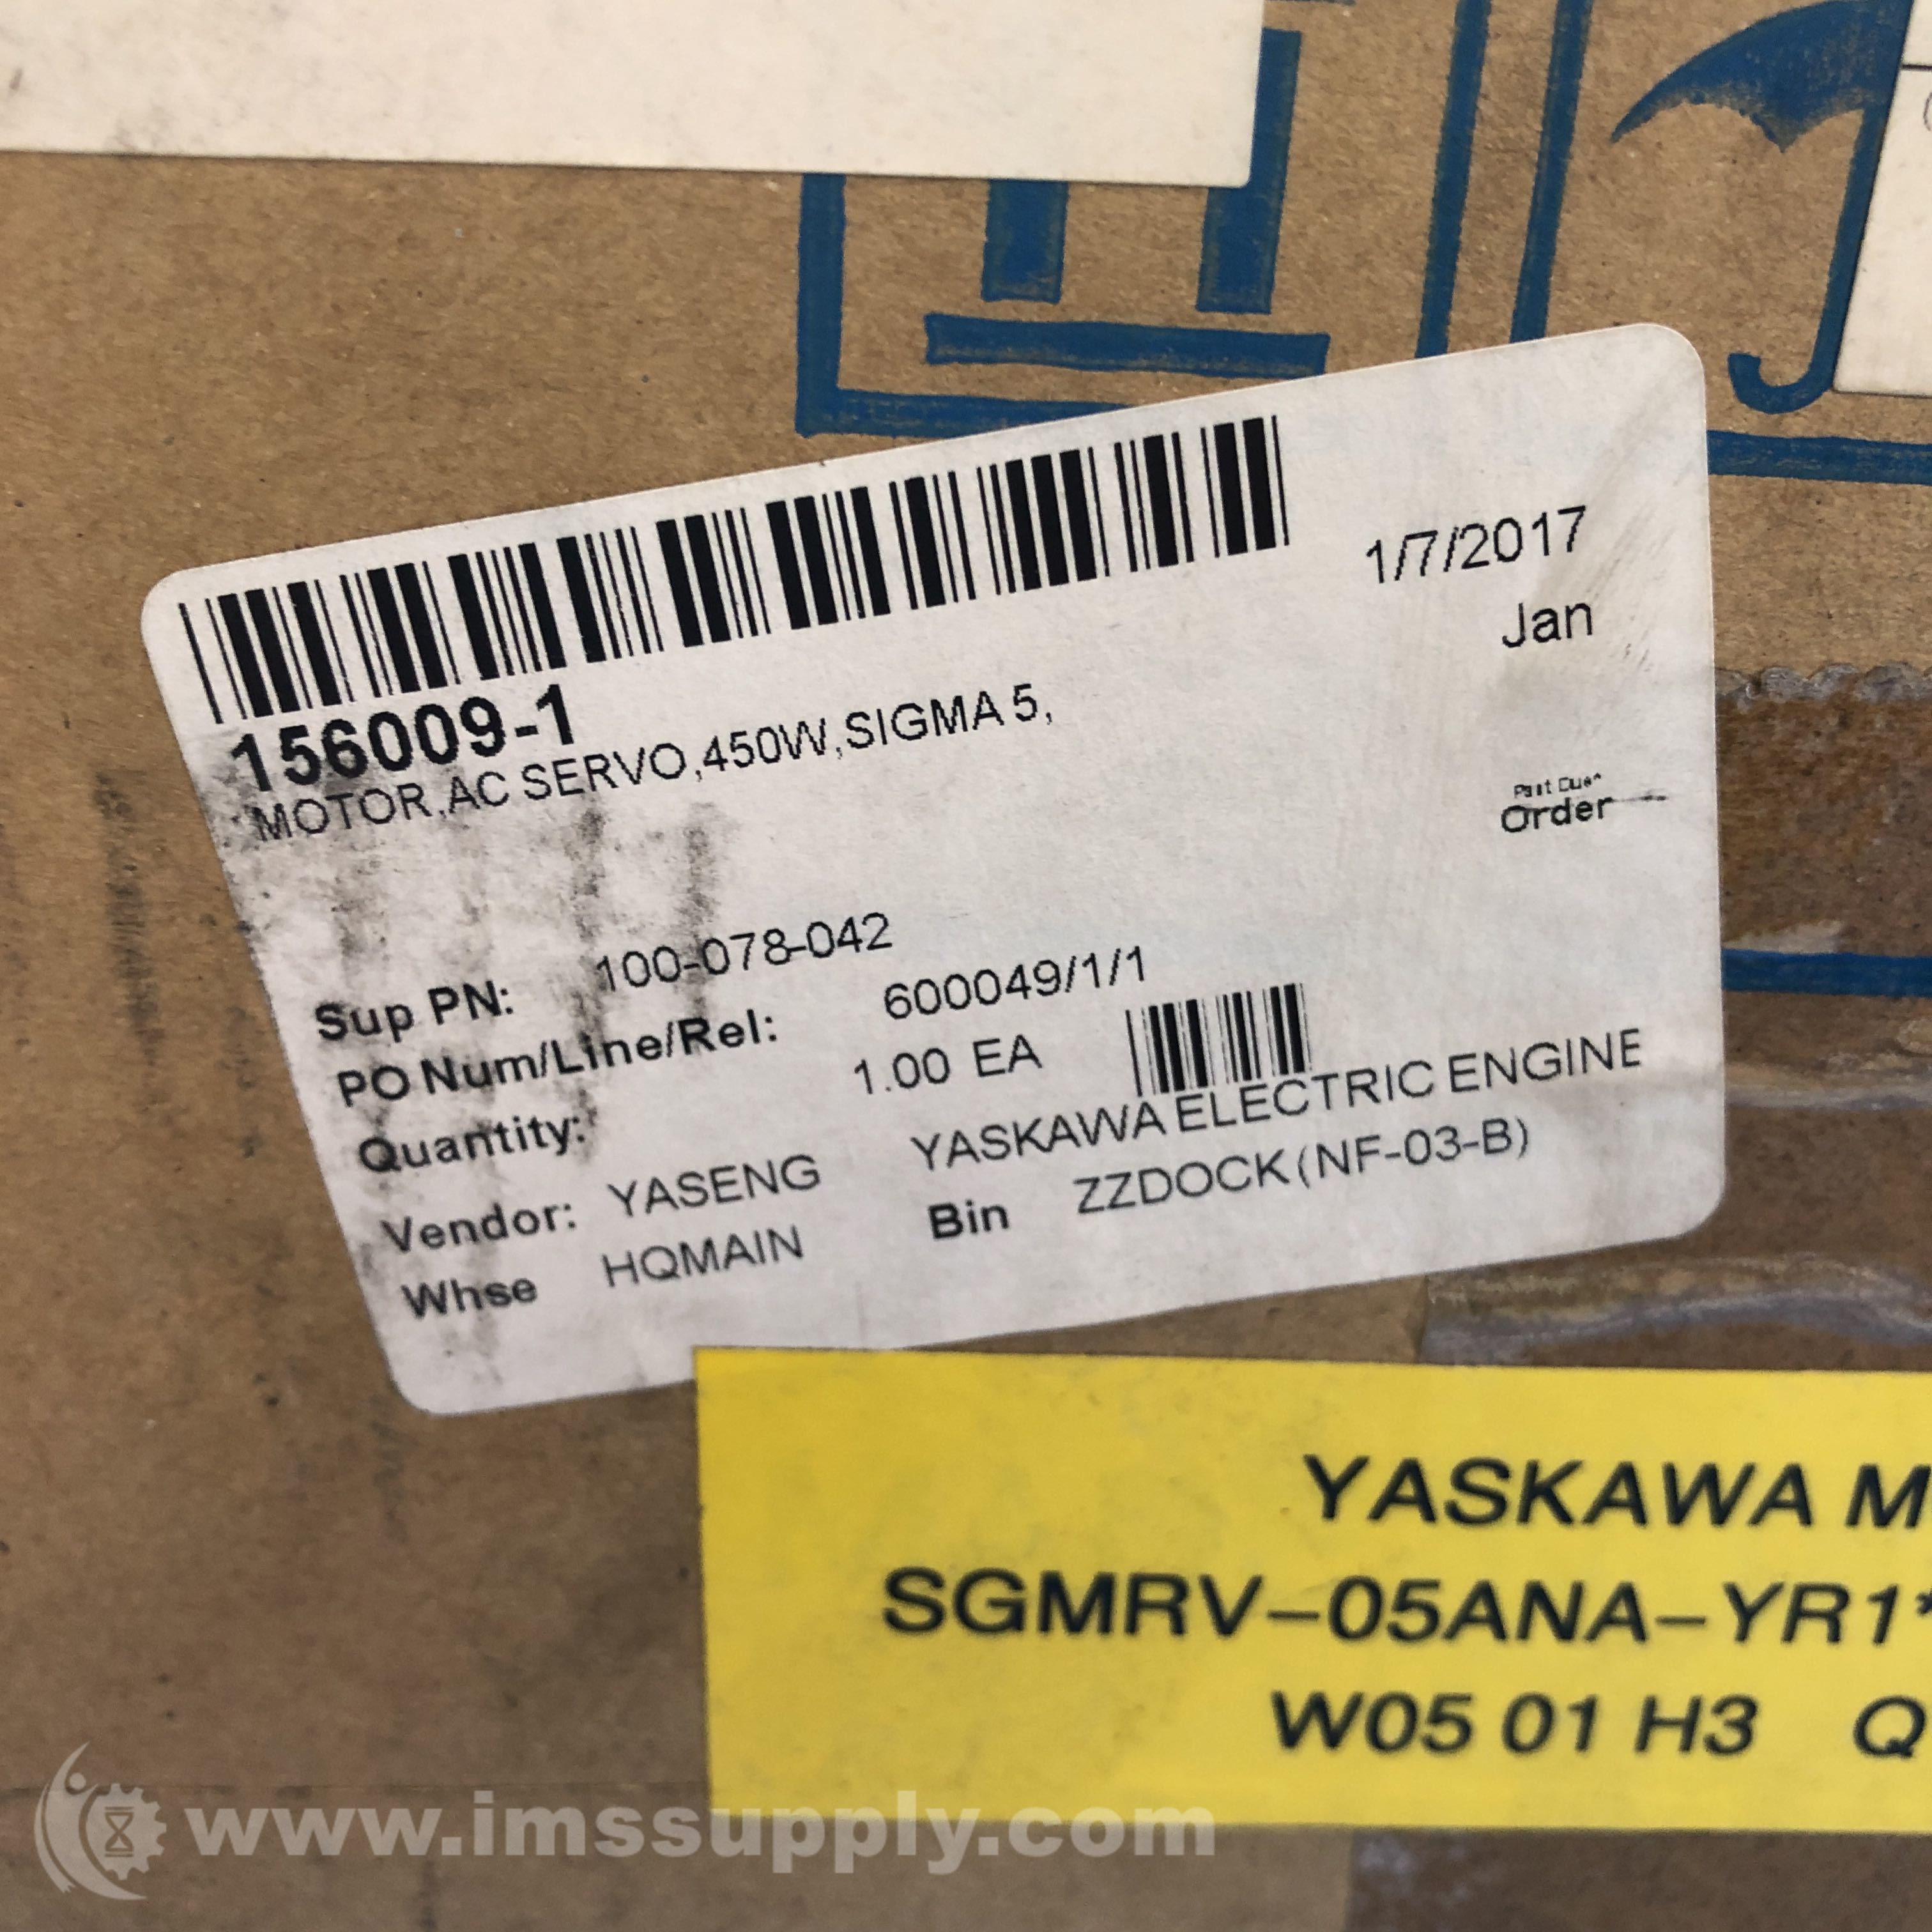 1/7/2017
Jan
156009-1
MOTOR,AC SERVO,450W,SIGMA 5,
Past Due^
Order
Sup PN: 100-078-042
PO Num/Line/Rel: 600049/1/1
Quantity: 1.00 EA
Vendor: YASENG YASKAWA ELECTRIC ENGINE
Whse HQMAIN Bin ZZDOCK(NF-03-B)
YASKAWA M
SGMRV-05ANA-YR1*
W05 01 H3 Q
www.imssupply.com